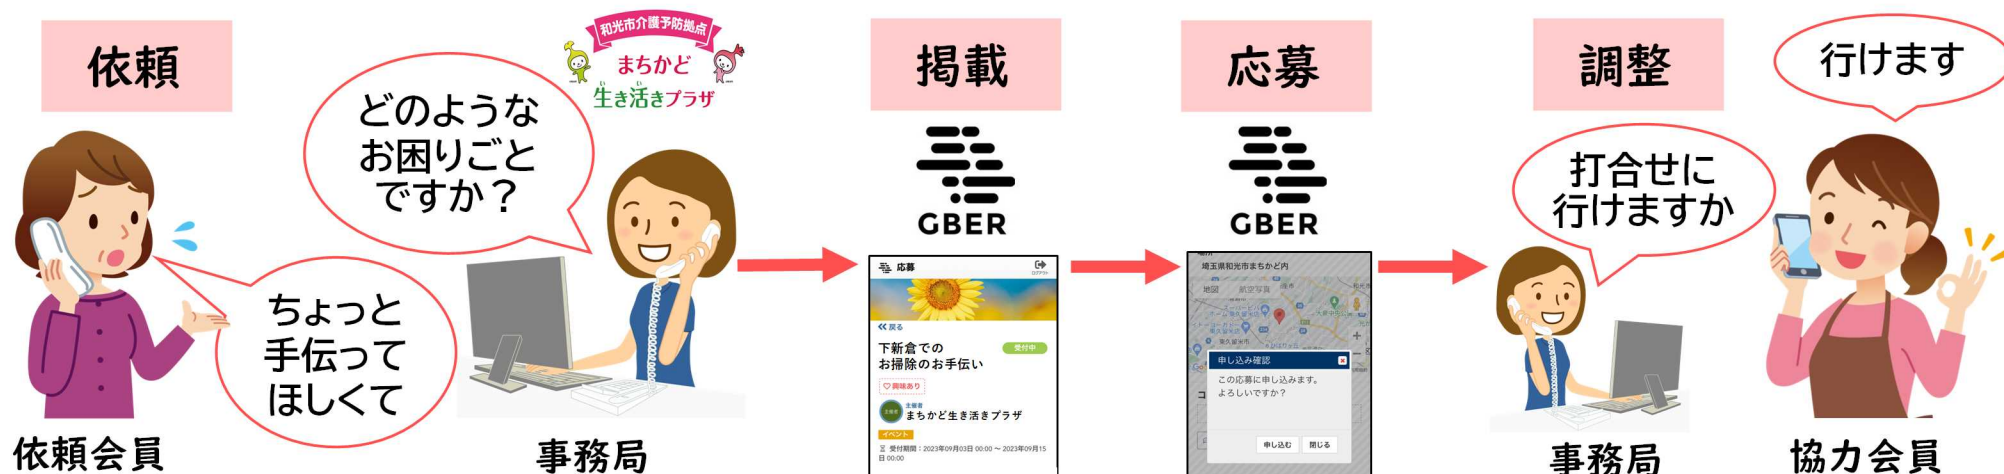 依頼
和光市介護予防拠点
まちかど
い い
生き活きプラザ
どのような
お困りごと
ですか？
ちょっと
手伝って
ほしくて
依頼会員
事務局
掲載
GBER
応募
ログアウト
戻る
下新倉での
お掃除のお手伝い
受付中
興味あり
主催者
主催者
まちかど生き活きプラザ
イベント
受付期間：2023年09月03日 00:00 〜 2023年09月15
日 00:00
応募
GBER
埼玉県和光市まちかど内
地図 航空写真
申し込み確認
この応募に申し込みます。
よろしいですか？
申し込む 閉じる
調整
行けます
打合せに
行けますか
事務局
協力会員